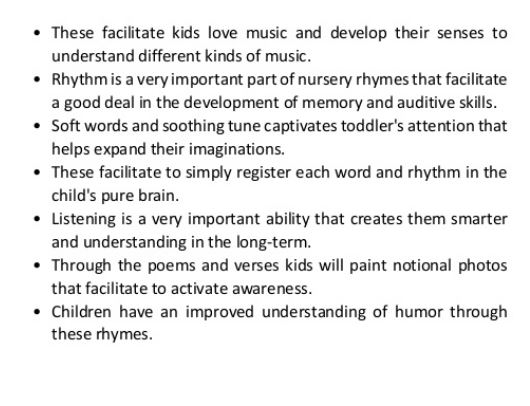 • These facilitate kids love music and develop their senses to
understand different kinds of music.
• Rhythm is a very important part of nursery rhymes that facilitate
a good deal in the development of memory and auditive skills.
• Soft words and soothing tune captivates toddler's attention that
helps expand their imaginations.
• These facilitate to simply register each word and rhythm in the
child's pure brain.
• Listening is a very important ability that creates them smarter
and understanding in the long-term.
• Through the poems and verses kids will paint notional photos
that facilitate to activate awareness.
• Children have an improved understanding of humor through
these rhymes.